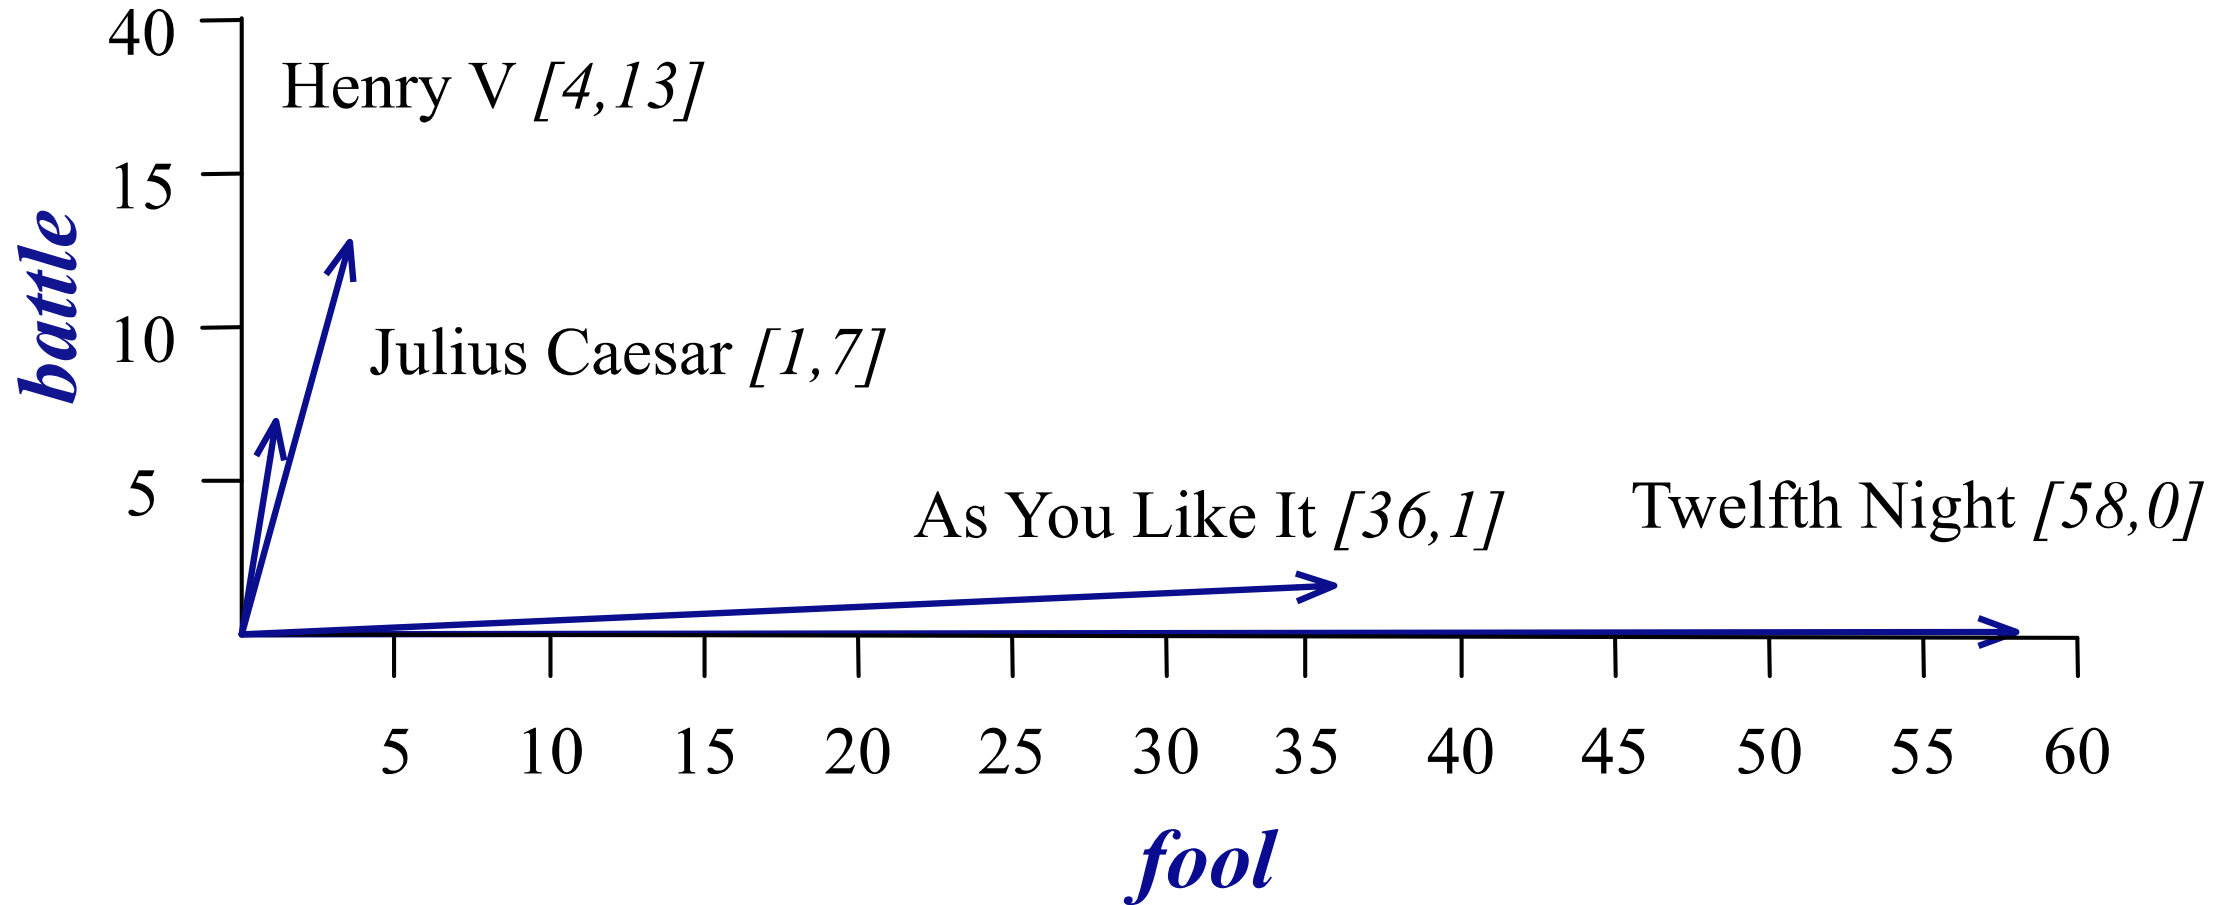 40
Henry V [4,13]
15
battle
10
Julius Caesar [1,7]
5
As You Like It [36,1]
Twelfth Night [58,0]
5 10 15 20 25 30 35 40 45 50 55 60
fool